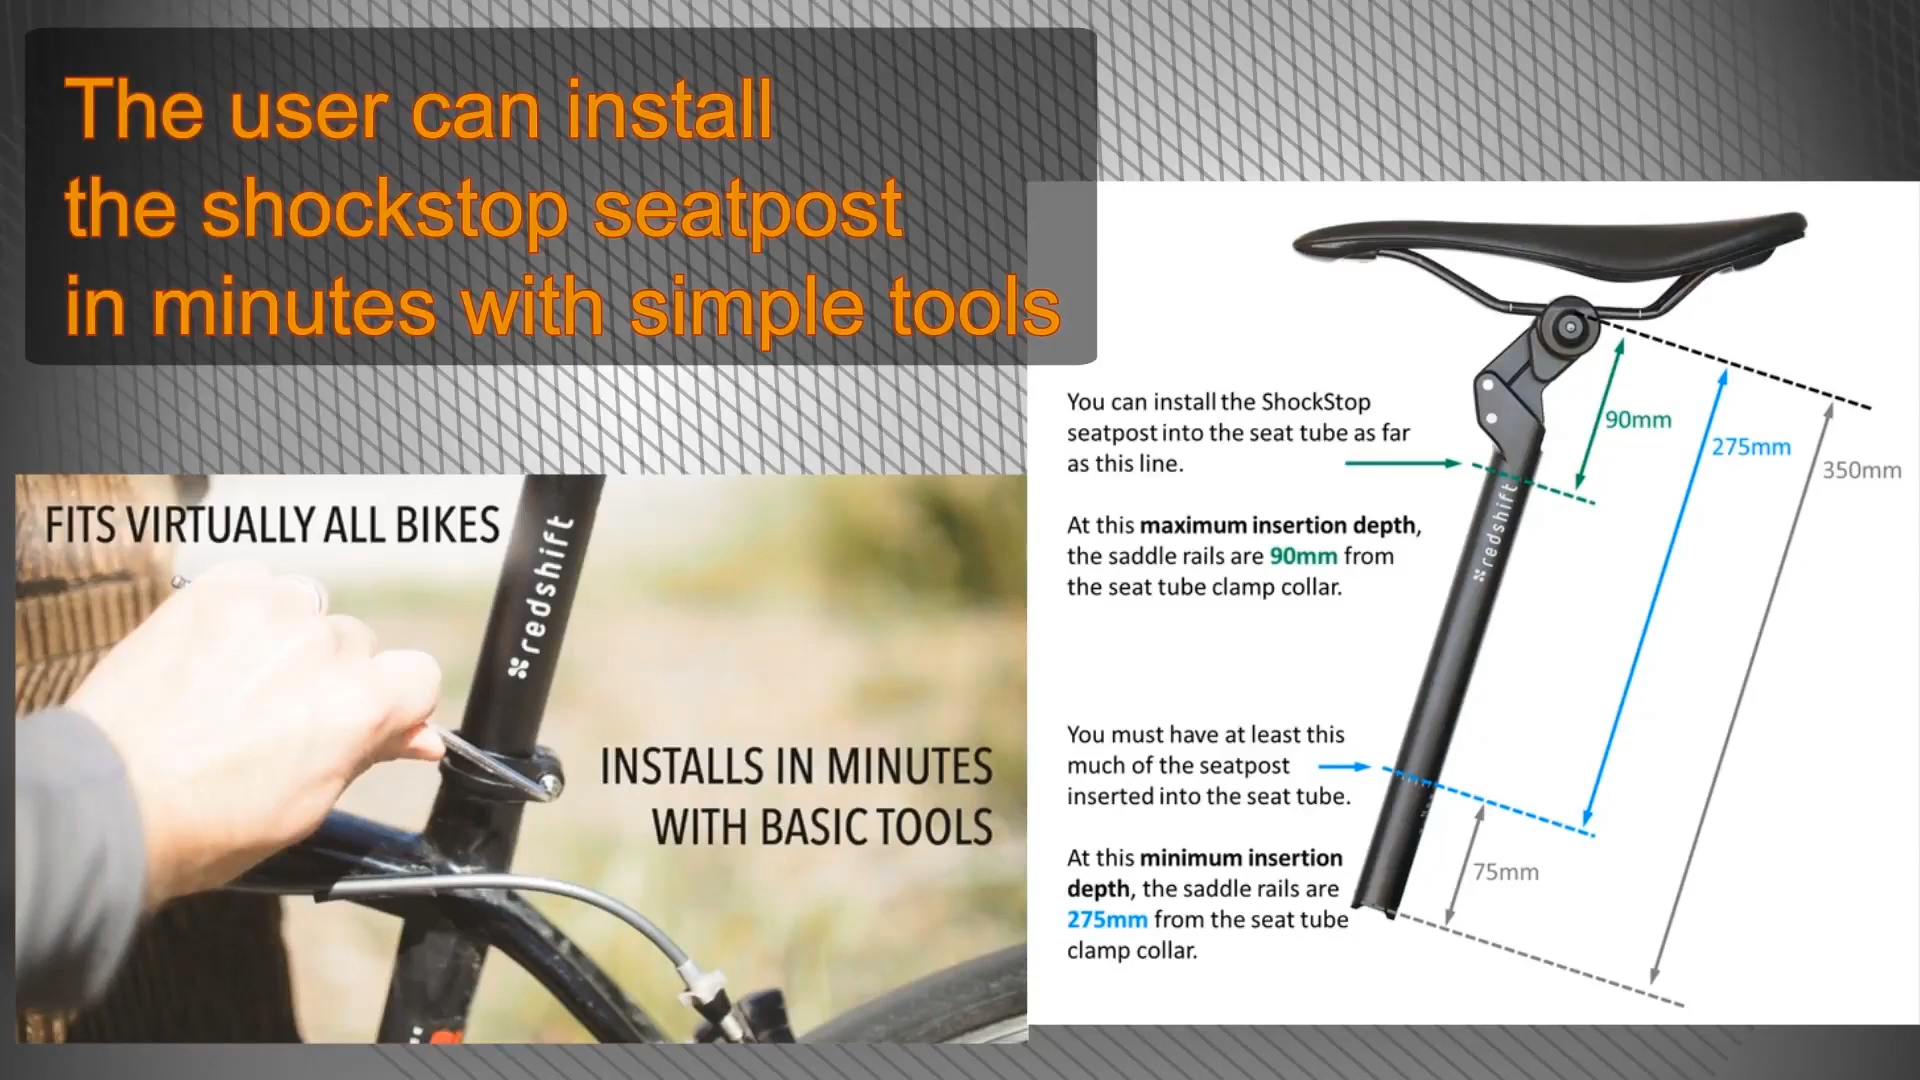 The user can install
the shockstop seatpost
in minutes with simple tools
FITS VIRTUALLY ALL BIKES
redshift
INSTALLS IN MINUTES
WITH BASIC TOOLS
You can install the ShockStop
seatpost into the seat tube as far
as this line.
At this maximum insertion depth,
the saddle rails are 90mm from
the seat tube clamp collar.
You must have at least this
much of the seatpost
inserted into the seat tube.
At this minimum insertion
depth, the saddle rails are
275mm from the seat tube
clamp collar.
90mm
275mm
350mm
redshift
75mm